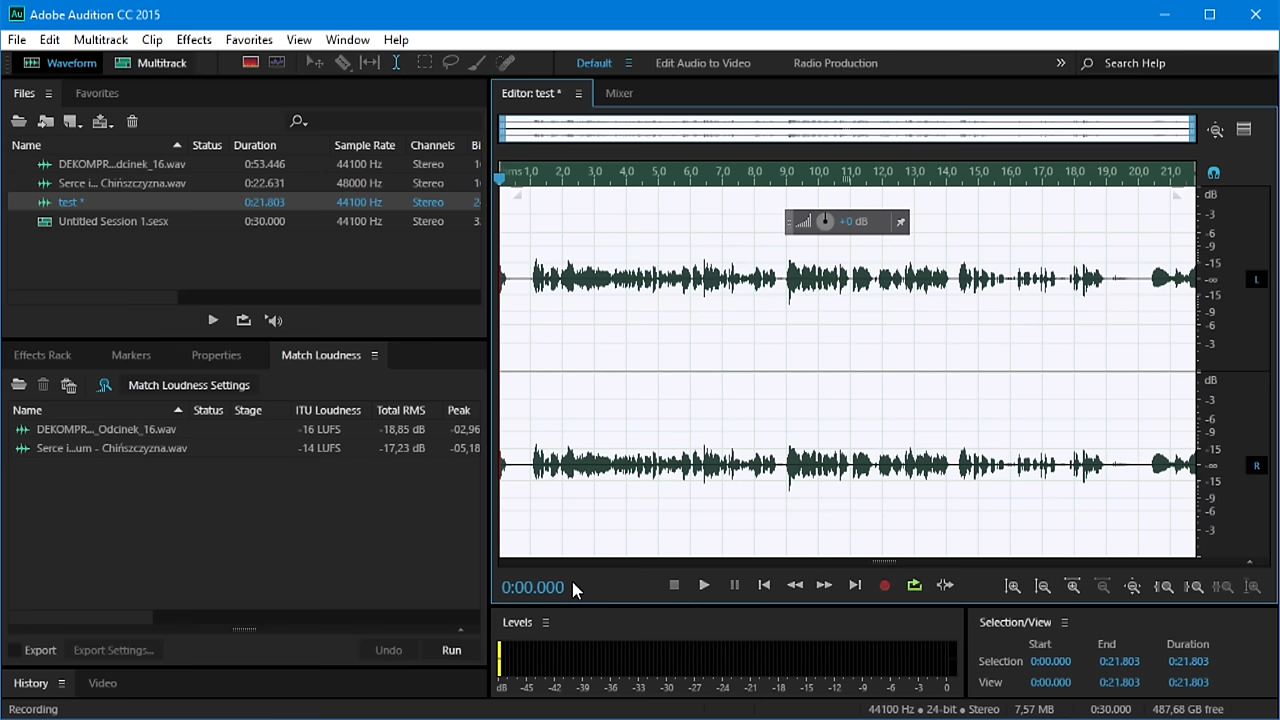 Au Adobe Audition CC 2015
File Edit Multitrack Clip Effects Favorites View Window Help
Waveform Multitrack Default Edit Audio to Video Radio Production » Search Help
Files Favorites
Name Status Duration Sample Rate Channels Bi
DEKOMPR...dcinek_16.wav 0:53.446 44100 Hz Stereo 1
Serce i... Chińszczyzna.wav 0:22.631 48000 Hz Stereo 1
test * 0:21.803 44100 Hz Stereo 2
Untitled Session 1.sesx 0:30.000 44100 Hz Stereo 3
Effects Rack Markers Properties Match Loudness
Match Loudness Settings
Name Status Stage ITU Loudness Total RMS Peak
DEKOMPR..._Odcinek_16.wav -16 LUFS -18,85 dB -02,96
Serce i...um - Chińszczyzna.wav -14 LUFS -17,23 dB -05,18
Export Export Settings... Undo Run
History Video
Recording
Editor: test * Mixer
hms 1,0 2,0 3,0 4,0 5,0 6,0 7,0 8,0 9,0 10,0 11,0 12,0 13,0 14,0 15,0 16,0 17,0 18,0 19,0 20,0 21,0
+0 dB
dB
-3
-6
-9
-15
-∞ L
-15
-9
-6
-3
dB
-3
-6
-9
-15
-∞ R
-15
-9
-6
-3
0:00.000
Levels
dB -45 -42 -39 -36 -33 -30 -27 -24 -21 -18 -15 -12 -9 -6 -3 0
Selection/View
Start End Duration
Selection 0:00.000 0:21.803 0:21.803
View 0:00.000 0:21.803 0:21.803
44100 Hz ● 24-bit ● Stereo 7,57 MB 0:30.000 487,68 GB free